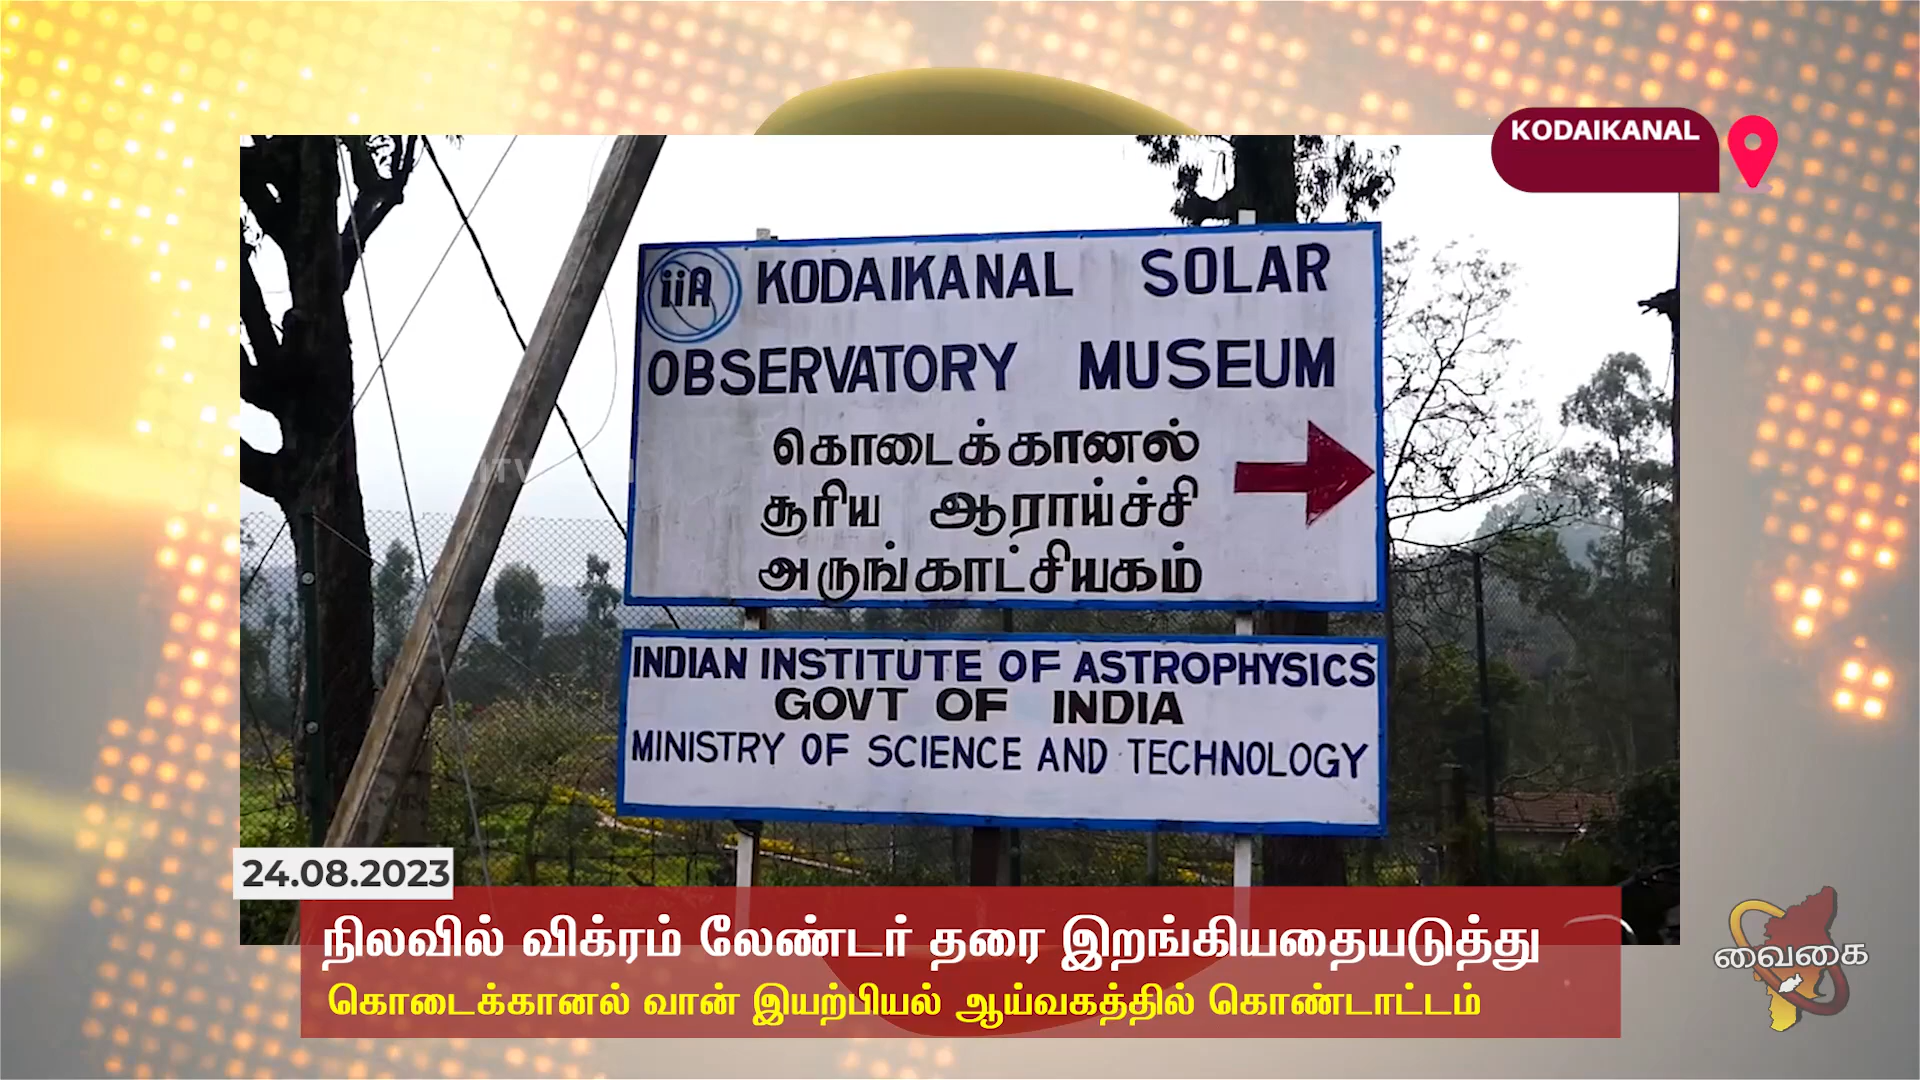 KODAIKANAL
iiA
KODAIKANAL SOLAR
OBSERVATORY MUSEUM
கொடைக்கானல்
சூரிய ஆராய்ச்சி
அருங்காட்சியகம்
INDIAN INSTITUTE OF ASTROPHYSICS
GOVT OF INDIA
MINISTRY OF SCIENCE AND TECHNOLOGY
24.08.2023
நிலவில் விக்ரம் லேண்டர் தரை இறங்கியதையடுத்து
கொடைக்கானல் வான் இயற்பியல் ஆய்வகத்தில் கொண்டாட்டம்
வைகை